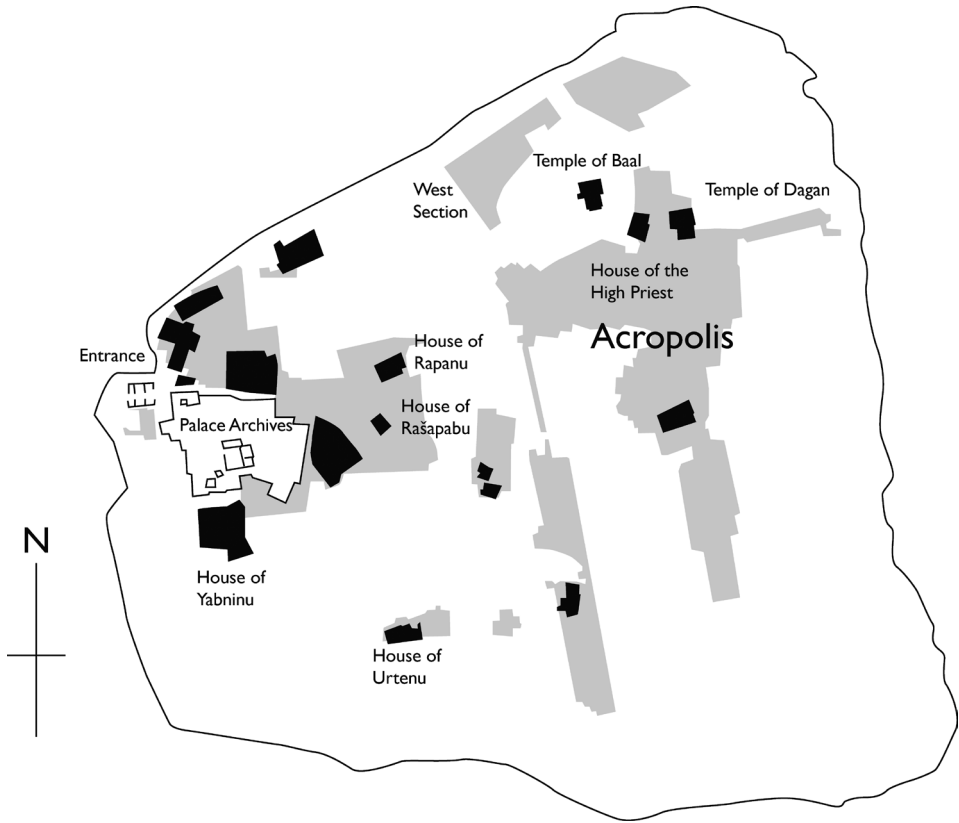 Temple of Baal
Temple of Dagan
West
Section
House of the
High Priest
Acropolis
House of
Rapanu
Entrance
House of
Rašapabu
Palace Archives
N
House of
Yabninu
House of
Urtenu